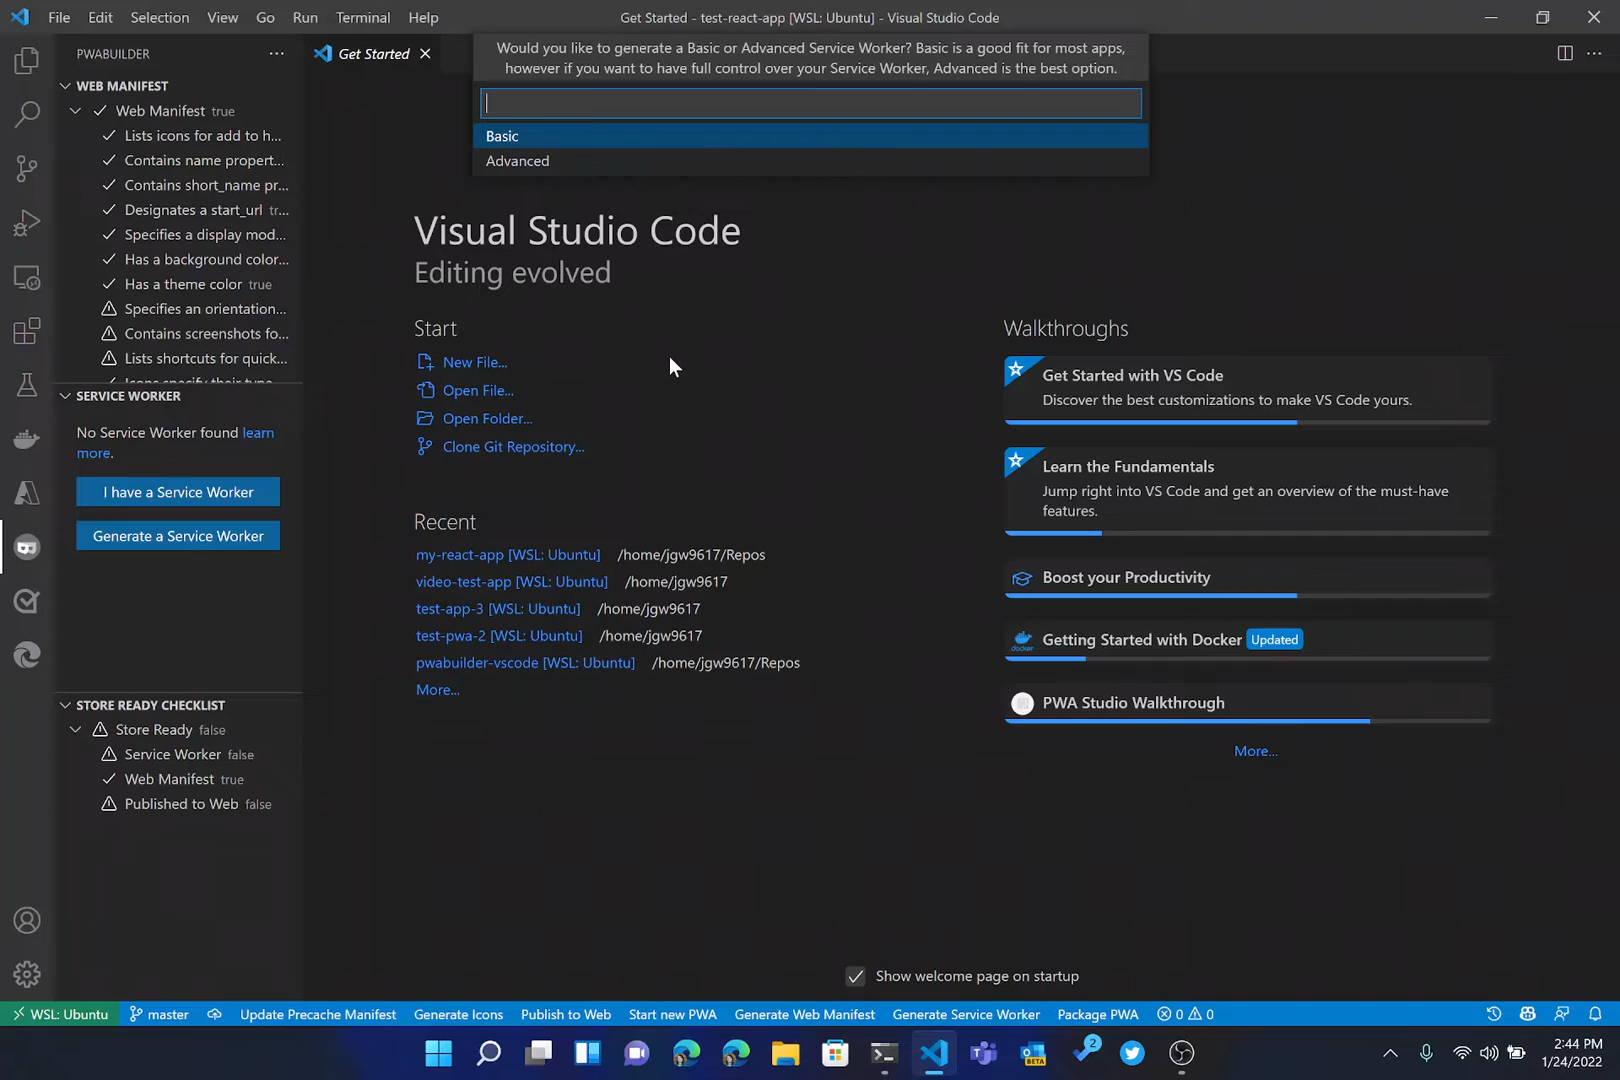 File Edit Selection View Go Run Terminal Help
Get Started - test-react-app [WSL: Ubuntu] - Visual Studio Code
PWABUILDER
Get Started
Would you like to generate a Basic or Advanced Service Worker? Basic is a good fit for most apps,
however if you want to have full control over your Service Worker, Advanced is the best option.
Basic
Advanced
WEB MANIFEST
Web Manifest true
Lists icons for add to h...
Contains name propert...
Contains short_name pr...
Designates a start_url tr...
Specifies a display mod...
Has a background color...
Has a theme color true
Specifies an orientation...
Contains screenshots fo...
Lists shortcuts for quick...
Icons specify their type
SERVICE WORKER
No Service Worker found learn
more.
I have a Service Worker
Generate a Service Worker
STORE READY CHECKLIST
Store Ready false
Service Worker false
Web Manifest true
Published to Web false
Visual Studio Code
Editing evolved
Start
New File...
Open File...
Open Folder...
Clone Git Repository...
Recent
my-react-app [WSL: Ubuntu] /home/jgw9617/Repos
video-test-app [WSL: Ubuntu] /home/jgw9617
test-app-3 [WSL: Ubuntu] /home/jgw9617
test-pwa-2 [WSL: Ubuntu] /home/jgw9617
pwabuilder-vscode [WSL: Ubuntu] /home/jgw9617/Repos
More...
Walkthroughs
Get Started with VS Code
Discover the best customizations to make VS Code yours.
Learn the Fundamentals
Jump right into VS Code and get an overview of the must-have
features.
Boost your Productivity
docker
Getting Started with Docker Updated
PWA Studio Walkthrough
More...
Show welcome page on startup
WSL: Ubuntu master Update Precache Manifest Generate Icons Publish to Web Start new PWA Generate Web Manifest Generate Service Worker Package PWA 0 0
BETA
2
2:44 PM
1/24/2022